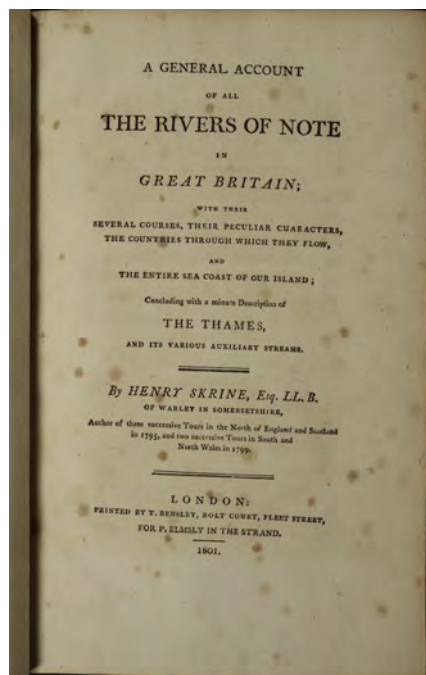 A GENERAL ACCOUNT
OF ALL
THE RIVERS OF NOTE
IN
GREAT BRITAIN;
WITH THEIR
SEVERAL COURSES, THEIR PECULIAR CHARACTERS,
THE COUNTRIES THROUGH WHICH THEY FLOW,
AND
THE ENTIRE SEA COAST OF OUR ISLAND;
Concluding with a minute Description of
THE THAMES,
AND ITS VARIOUS AUXILIARY STREAMS.
By HENRY SKRINE, Esq. LL. B.
OF WARLEY IN SOMERSETSHIRE,
Author of three successive Tours in the North of England and Scotland
in 1795, and two successive Tours in South and
North Wales in 1799.
LONDON:
PRINTED BY T. BENSLEY, BOLT COURT, FLEET STREET,
FOR P. ELMSLY IN THE STRAND.
1801.